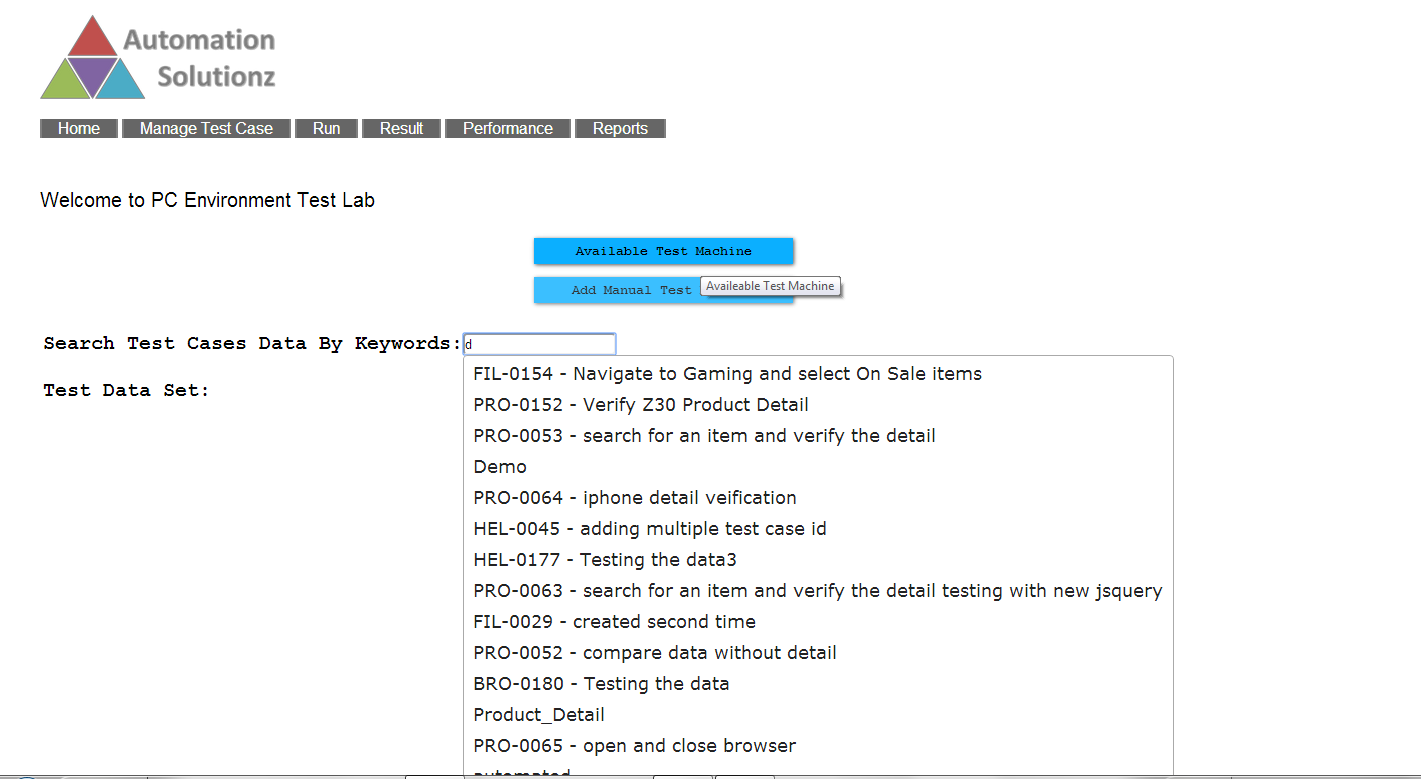 Automation
Solutionz
Home Manage Test Case Run Result Performance Reports
Welcome to PC Environment Test Lab
Available Test Machine
Add Manual Test
Availeable Test Machine
Search Test Cases Data By Keywords: d
FIL-0154 - Navigate to Gaming and select On Sale items
Test Data Set:
PRO-0152 - Verify Z30 Product Detail
PRO-0053 - search for an item and verify the detail
Demo
PRO-0064 - iphone detail veification
HEL-0045 - adding multiple test case id
HEL-0177 - Testing the data3
PRO-0063 - search for an item and verify the detail testing with new jsquery
FIL-0029 - created second time
PRO-0052 - compare data without detail
BRO-0180 - Testing the data
Product_Detail
PRO-0065 - open and close browser
automated